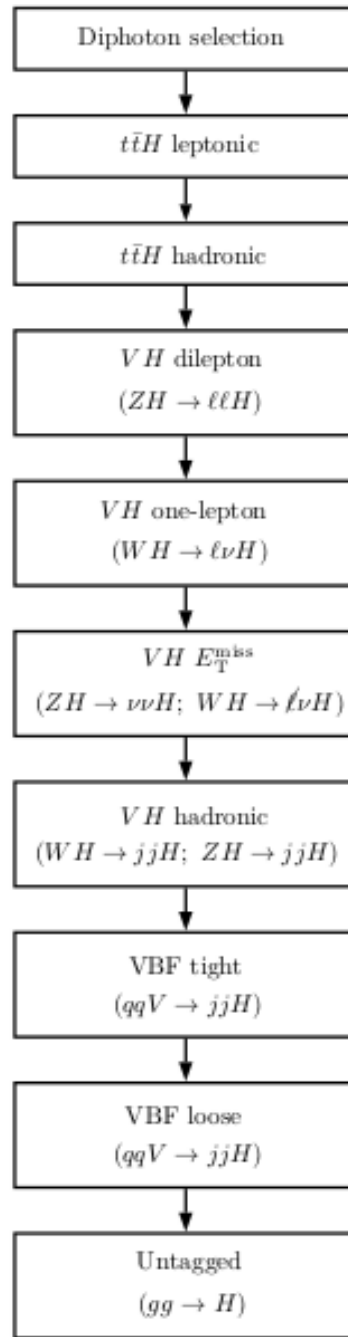 Diphoton selection
tt̄H leptonic
tt̄H hadronic
VH dilepton
(ZH → ℓℓH)
VH one-lepton
(WH → ℓνH)
VH E_T^miss
(ZH → ννH; WH → ℓ̸νH)
VH hadronic
(WH → jjH; ZH → jjH)
VBF tight
(qqV → jjH)
VBF loose
(qqV → jjH)
Untagged
(gg → H)